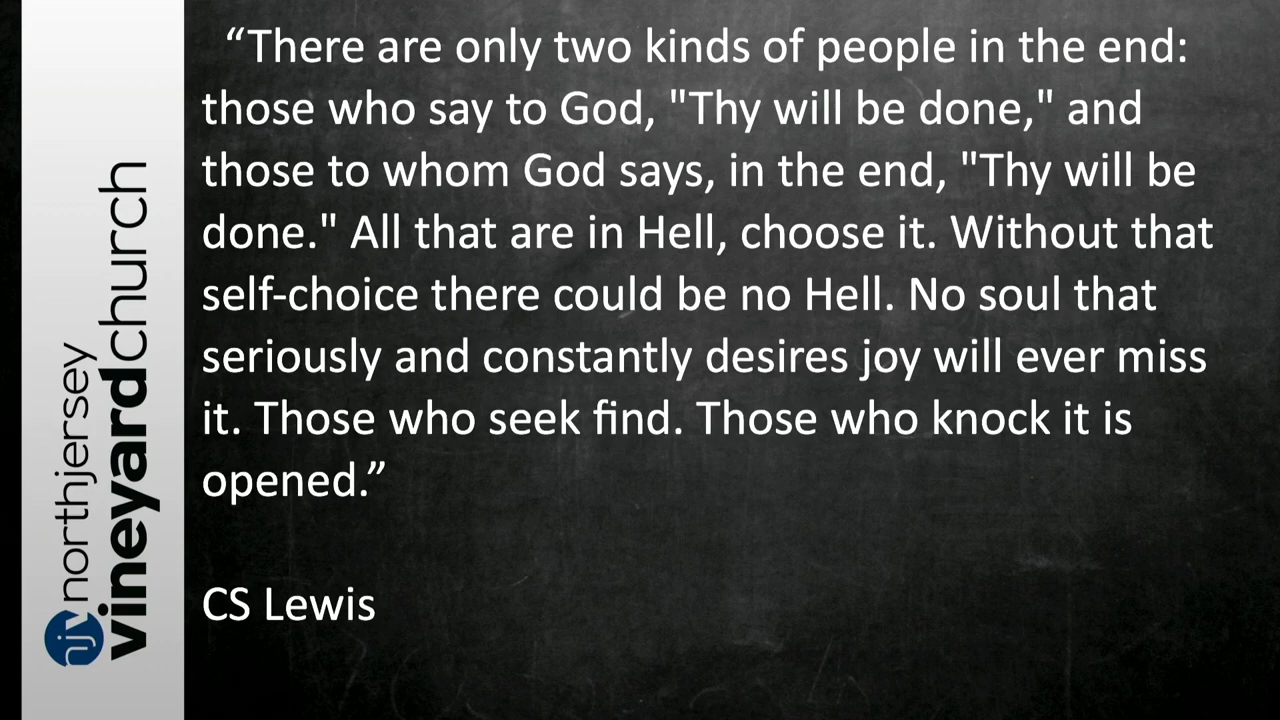 “There are only two kinds of people in the end:
those who say to God, "Thy will be done," and
those to whom God says, in the end, "Thy will be
done." All that are in Hell, choose it. Without that
self-choice there could be no Hell. No soul that
seriously and constantly desires joy will ever miss
it. Those who seek find. Those who knock it is
opened.”
CS Lewis
njv
northjersey
vineyardchurch